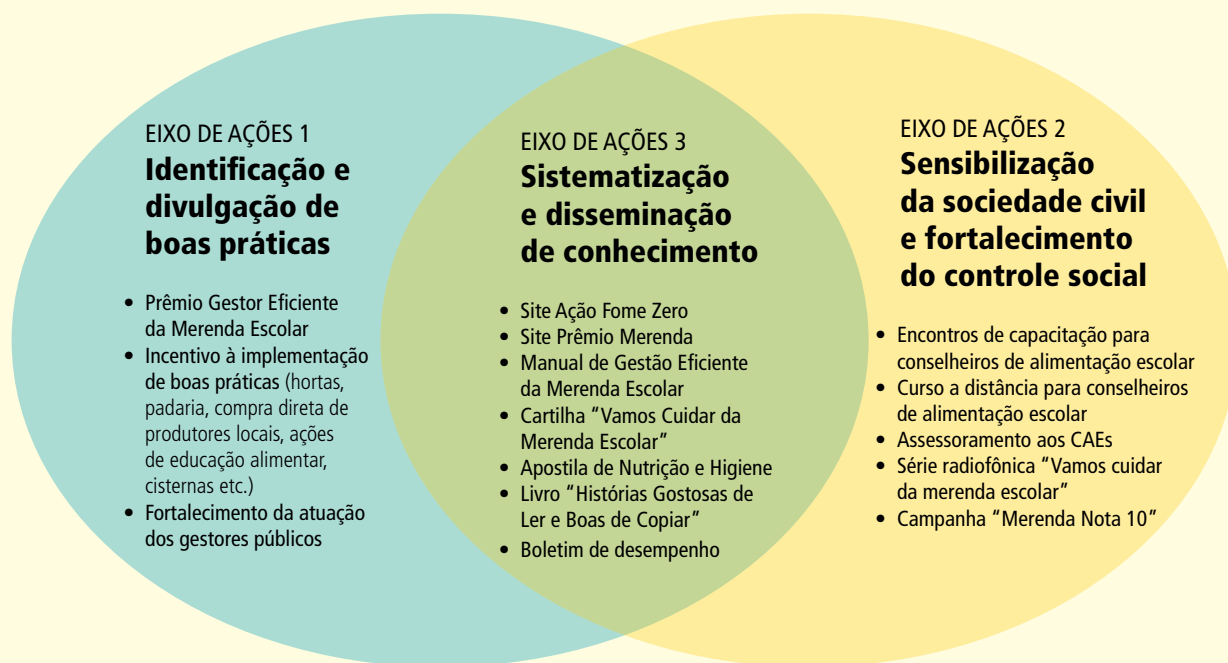 EIXO DE AÇÕES 1
Identificação e
divulgação de
boas práticas
• Prêmio Gestor Eficiente
da Merenda Escolar
• Incentivo à implementação
de boas práticas (hortas,
padaria, compra direta de
produtores locais, ações
de educação alimentar,
cisternas etc.)
• Fortalecimento da atuação
dos gestores públicos
EIXO DE AÇÕES 3
Sistematização
e disseminação
de conhecimento
• Site Ação Fome Zero
• Site Prêmio Merenda
• Manual de Gestão Eficiente
da Merenda Escolar
• Cartilha “Vamos Cuidar da
Merenda Escolar”
• Apostila de Nutrição e Higiene
• Livro “Histórias Gostosas de
Ler e Boas de Copiar”
• Boletim de desempenho
EIXO DE AÇÕES 2
Sensibilização
da sociedade civil
e fortalecimento
do controle social
• Encontros de capacitação para
conselheiros de alimentação escolar
• Curso a distância para conselheiros
de alimentação escolar
• Assessoramento aos CAEs
• Série radiofônica “Vamos cuidar
da merenda escolar”
• Campanha “Merenda Nota 10”